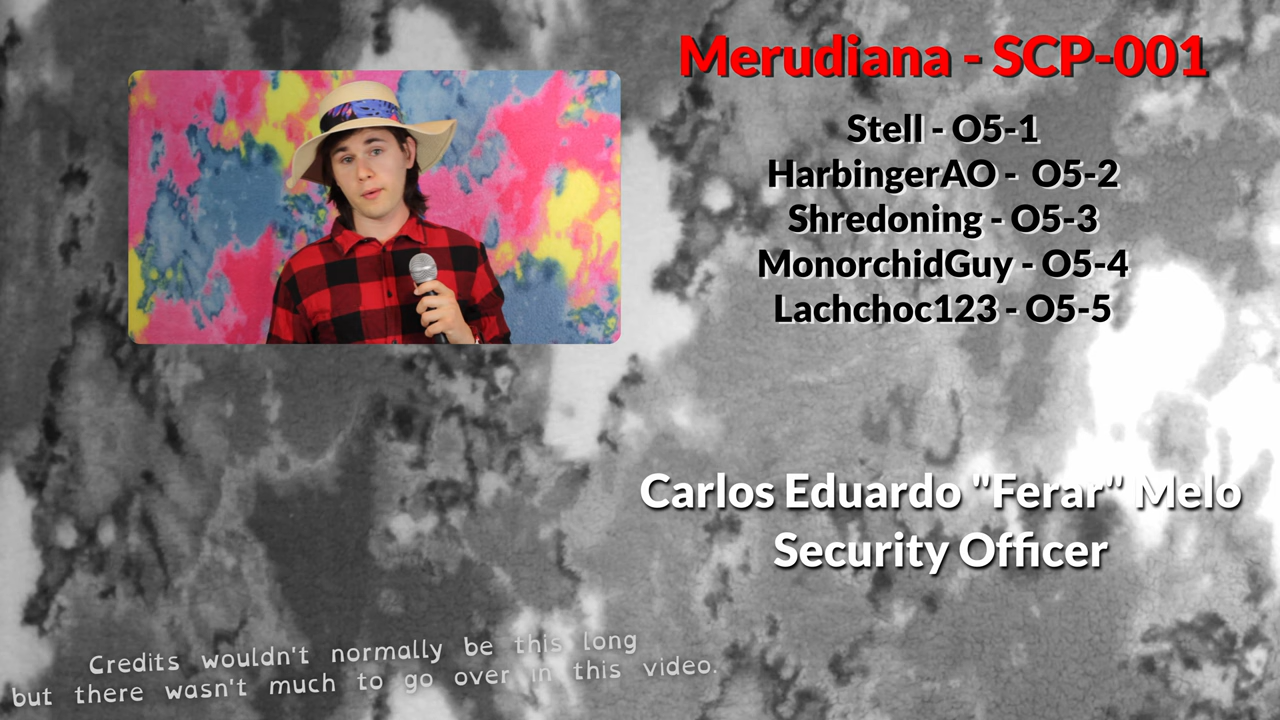 Merudiana - SCP-001
Stell - O5-1
HarbingerAO - O5-2
Shredoning - O5-3
MonorchidGuy - O5-4
Lachchoc123 - O5-5
Carlos Eduardo "Ferar" Melo
Security Officer
Credits wouldn't normally be this long
but there wasn't much to go over in this video.